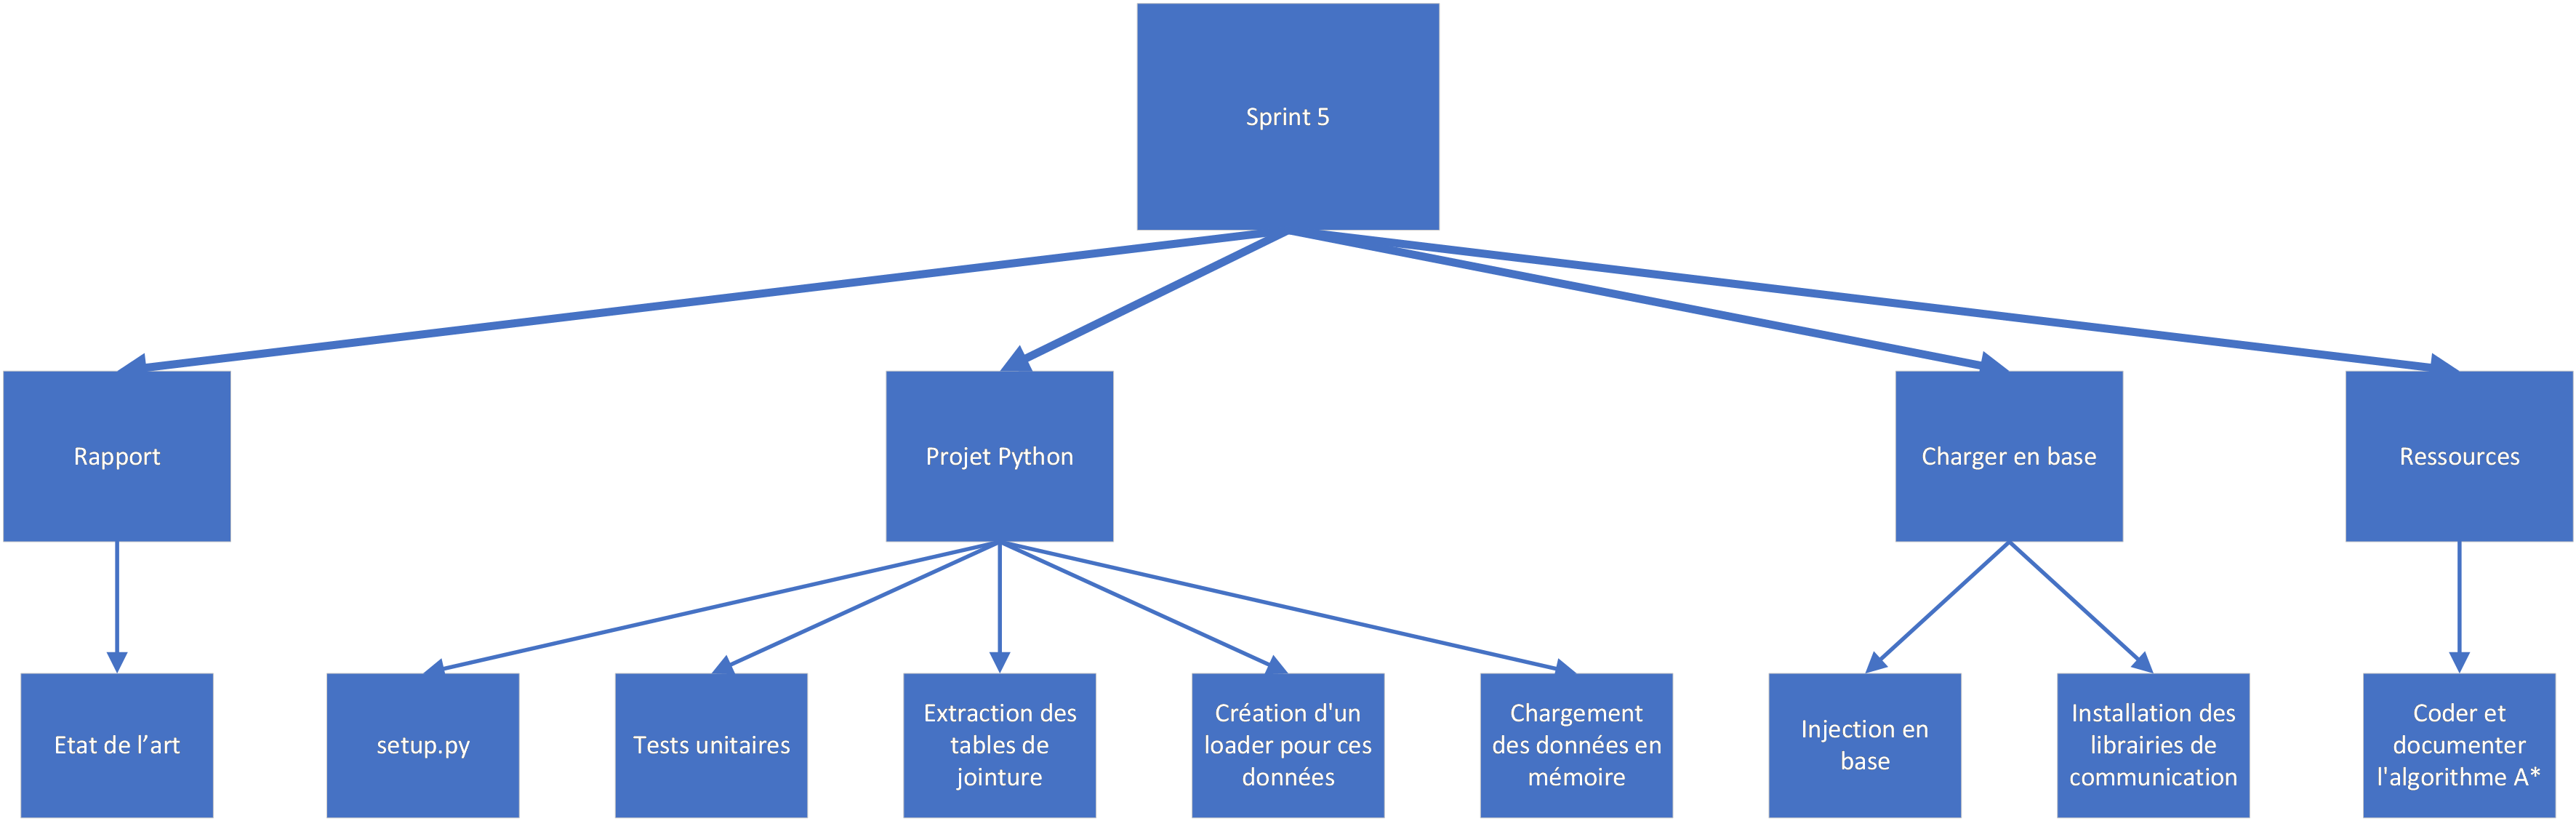 Sprint 5
Rapport
Projet Python
Charger en base
Ressources
Etat de l’art
setup.py
Tests unitaires
Extraction des
tables de
jointure
Création d'un
loader pour ces
données
Chargement
des données en
mémoire
Injection en
base
Installation des
librairies de
communication
Coder et
documenter
l'algorithme A*